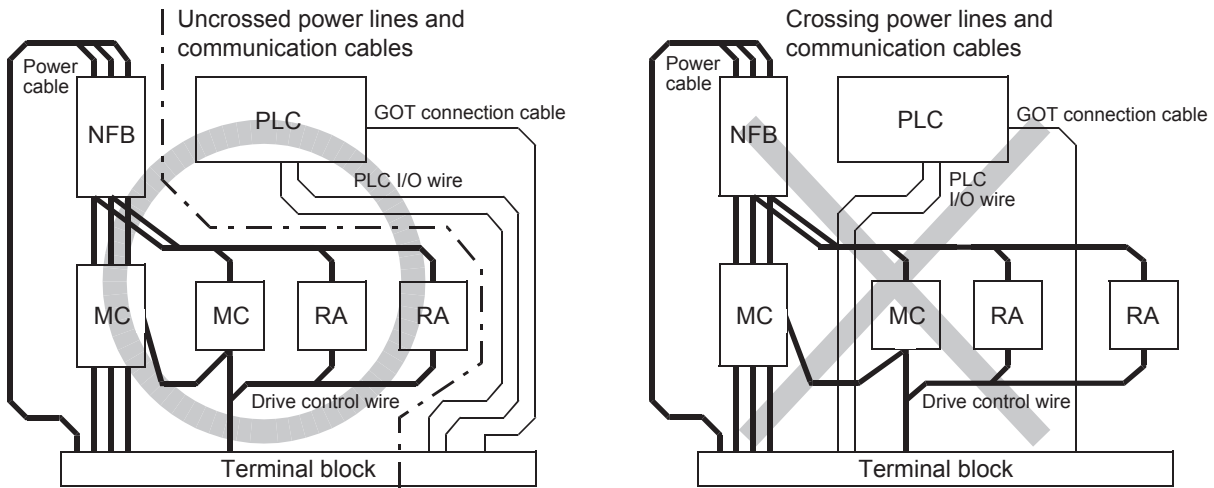 Uncrossed power lines and
communication cables
Power
cable
NFB
PLC
GOT connection cable
PLC I/O wire
MC
MC
RA
RA
Drive control wire
Terminal block
Crossing power lines and
communication cables
Power
cable
NFB
PLC
GOT connection cable
PLC
I/O wire
MC
MC
RA
RA
Drive control wire
Terminal block